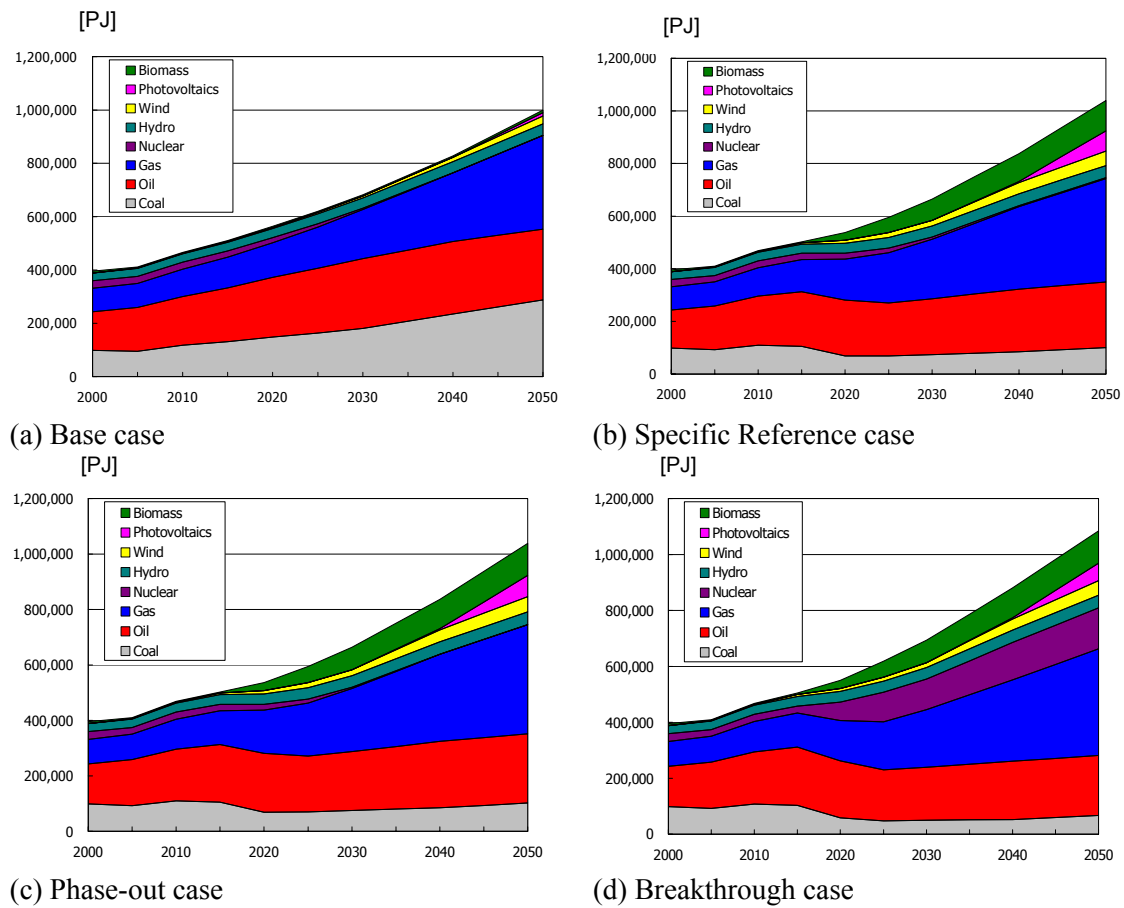 [PJ]
1,200,000
1,000,000
800,000
600,000
400,000
200,000
0
Biomass
Photovoltaics
Wind
Hydro
Nuclear
Gas
Oil
Coal
2000 2010 2020 2030 2040 2050
(a) Base case
[PJ]
1,200,000
1,000,000
800,000
600,000
400,000
200,000
0
Biomass
Photovoltaics
Wind
Hydro
Nuclear
Gas
Oil
Coal
2000 2010 2020 2030 2040 2050
(b) Specific Reference case
[PJ]
1,200,000
1,000,000
800,000
600,000
400,000
200,000
0
Biomass
Photovoltaics
Wind
Hydro
Nuclear
Gas
Oil
Coal
2000 2010 2020 2030 2040 2050
(c) Phase-out case
[PJ]
1,200,000
1,000,000
800,000
600,000
400,000
200,000
0
Biomass
Photovoltaics
Wind
Hydro
Nuclear
Gas
Oil
Coal
2000 2010 2020 2030 2040 2050
(d) Breakthrough case